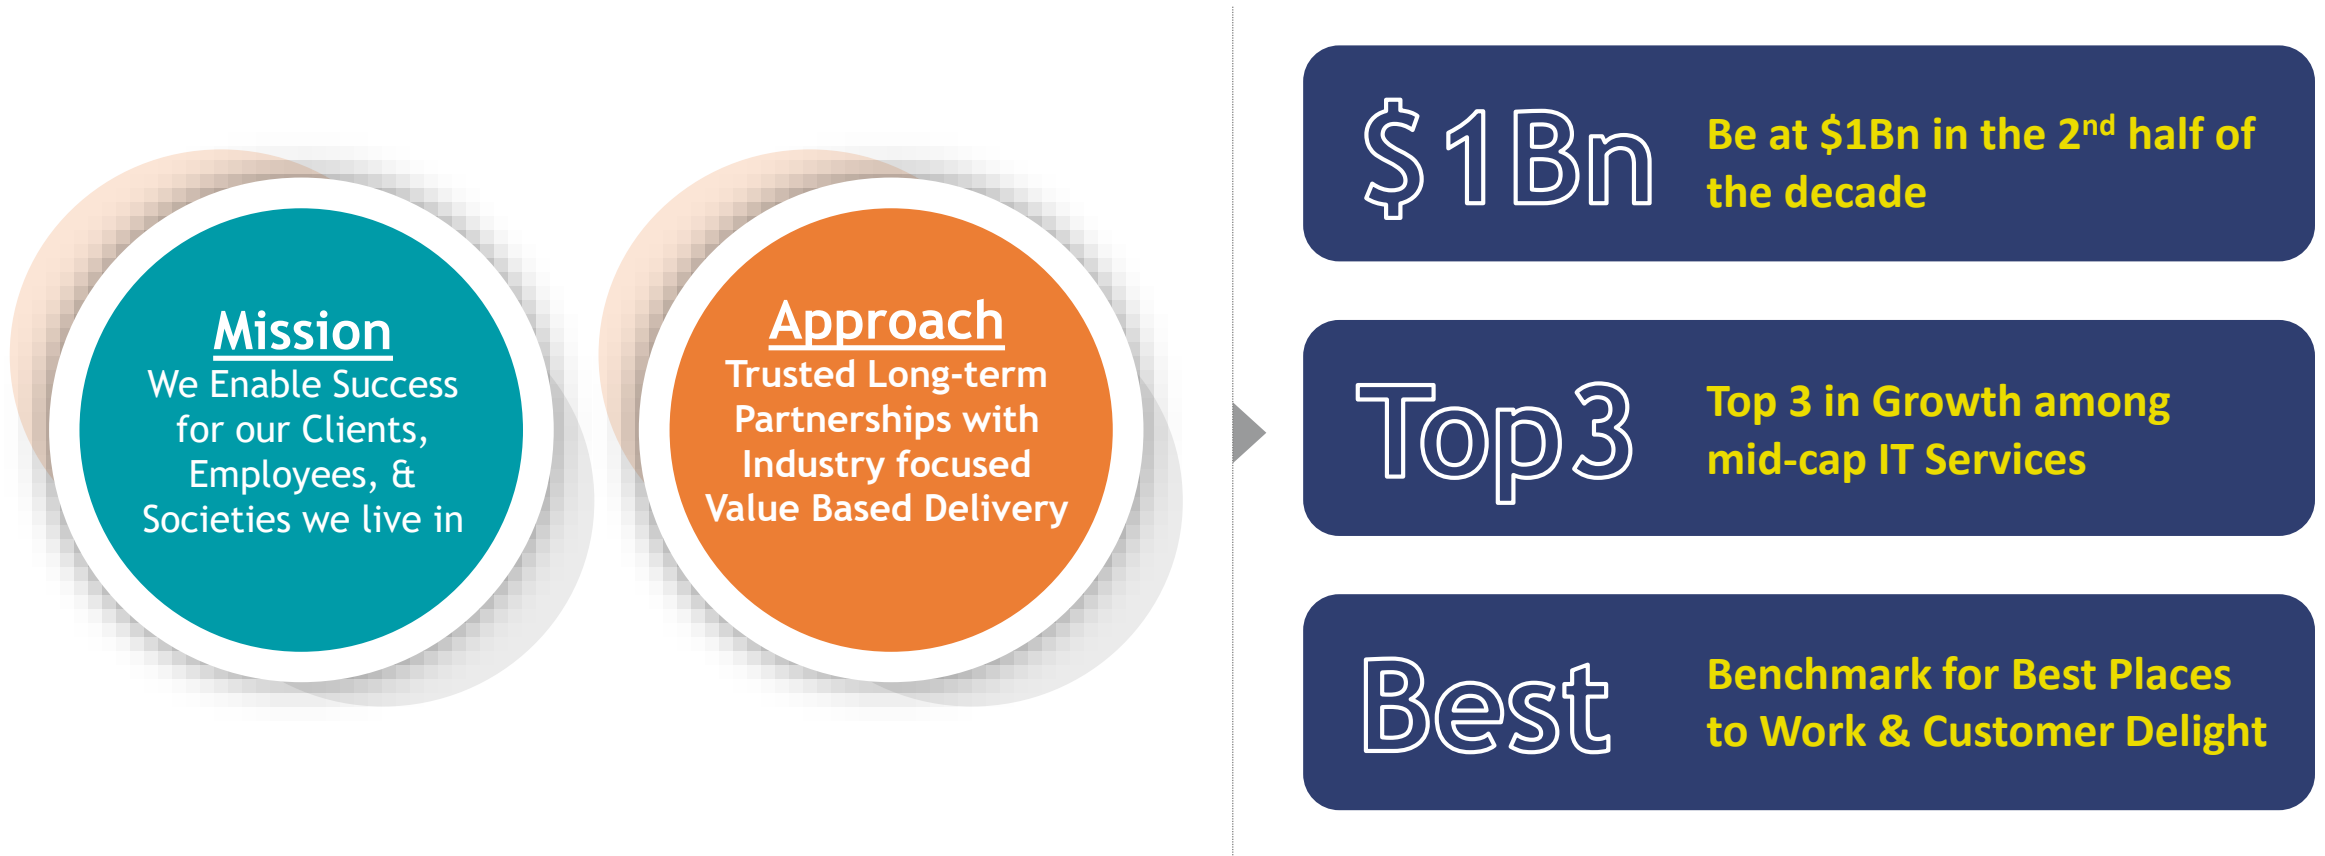 Mission
We Enable Success
for our Clients,
Employees, &
Societies we live in
Approach
Trusted Long-term
Partnerships with
Industry focused
Value Based Delivery
$1Bn
Be at $1Bn in the 2nd half of
the decade
Top3
Top 3 in Growth among
mid-cap IT Services
Best
Benchmark for Best Places
to Work & Customer Delight